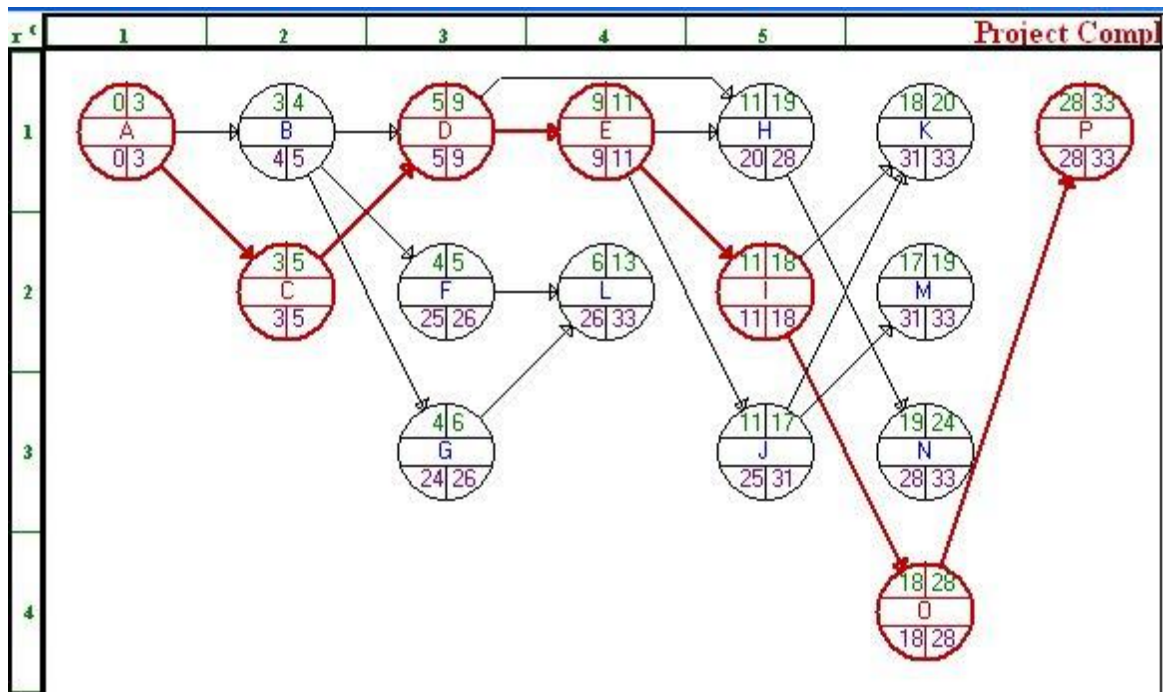 r c 1 2 3 4 5 Project Compl
1
0 3 3 4 5 9 9 11 11 19 18 20 28 33
A B D E H K P
0 3 4 5 5 9 9 11 20 28 31 33 28 33
2
3 5 4 5 6 13 11 18 17 19
C F L I M
3 5 25 26 26 33 11 18 31 33
3
4 6 11 17 19 24
G J N
24 26 25 31 28 33
4
18 28
O
18 28